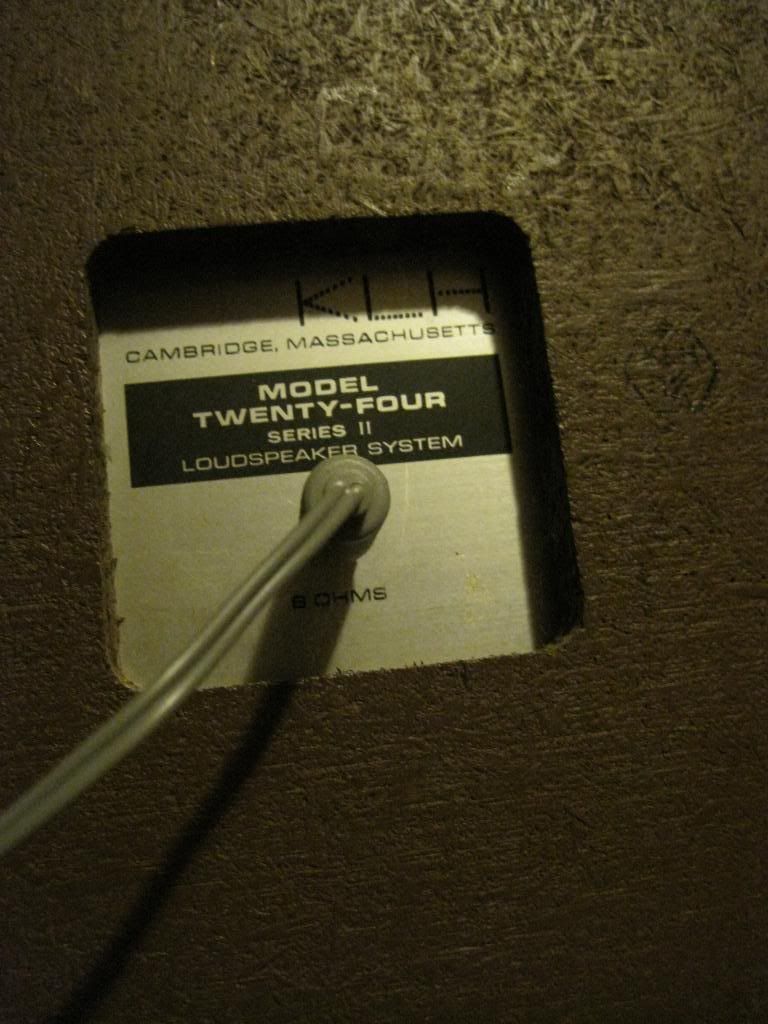 KLH
CAMBRIDGE, MASSACHUSETTS
MODEL
TWENTY-FOUR
SERIES II
LOUDSPEAKER SYSTEM
8 OHMS